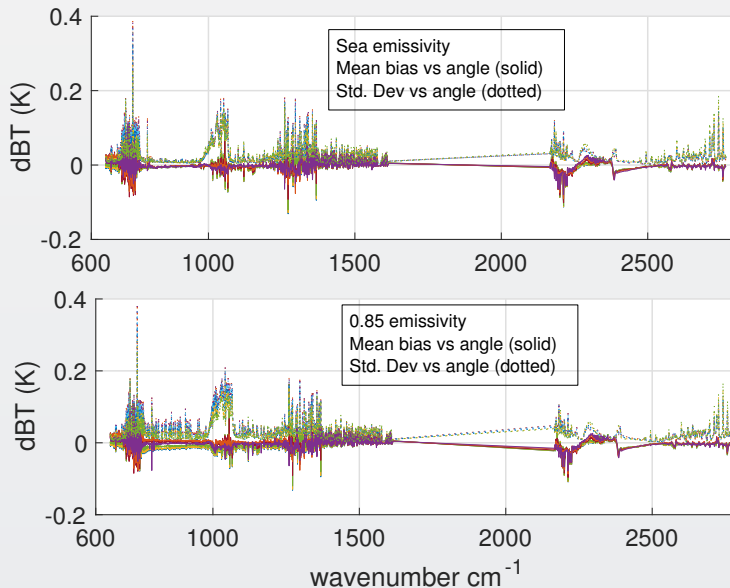 0.4
0.2
0
-0.2
dBT (K)
Sea emissivity
Mean bias vs angle (solid)
Std. Dev vs angle (dotted)
600 1000 1500 2000 2500
0.4
0.2
0
-0.2
dBT (K)
0.85 emissivity
Mean bias vs angle (solid)
Std. Dev vs angle (dotted)
600 1000 1500 2000 2500
wavenumber cm⁻¹